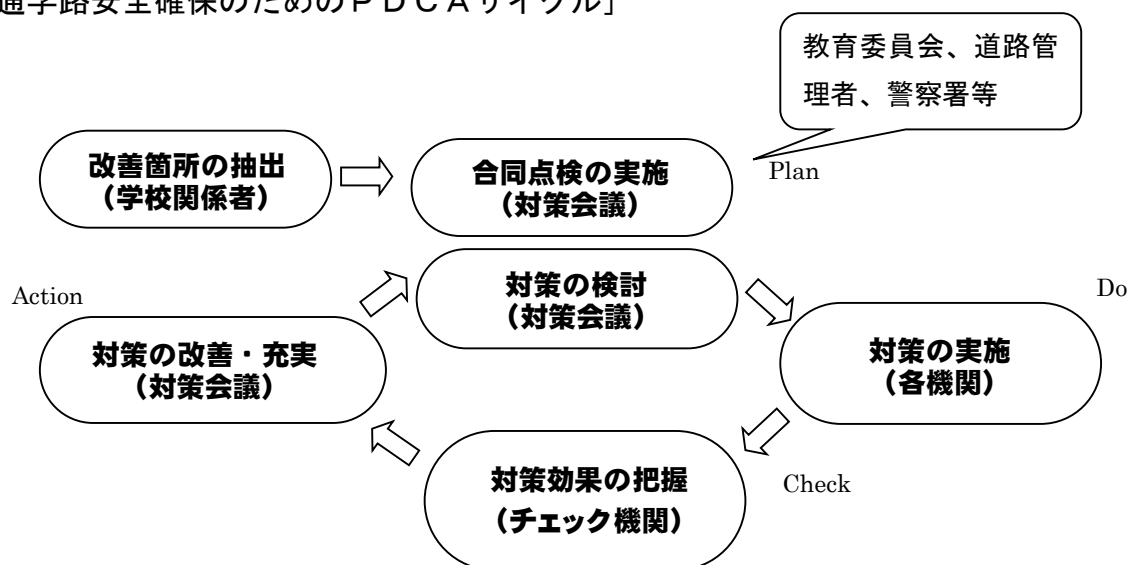 通学路安全確保のためのＰＤＣＡサイクル］
教育委員会、道路管
理者、警察署等
改善箇所の抽出
（学校関係者）
合同点検の実施
（対策会議）
Plan
対策の検討
（対策会議）
Action
Do
対策の改善・充実
（対策会議）
対策の実施
（各機関）
対策効果の把握
（チェック機関）
Check